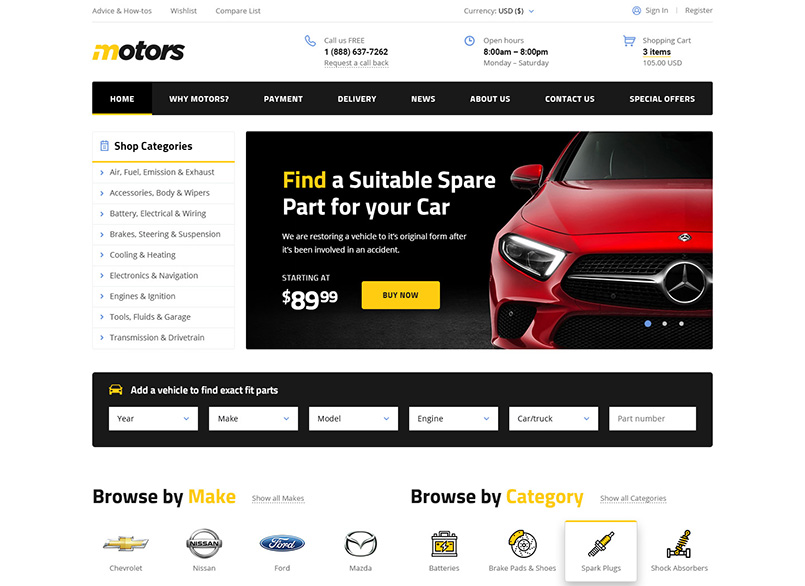 Advice & How-tos Wishlist Compare List Currency: USD ($) Sign In Register
motors
Call us FREE
1 (888) 637-7262
Request a call back
Open hours
8:00am – 8:00pm
Monday – Saturday
Shopping Cart
3 items
105.00 USD
HOME WHY MOTORS? PAYMENT DELIVERY NEWS ABOUT US CONTACT US SPECIAL OFFERS
Shop Categories
Air, Fuel, Emission & Exhaust
Accessories, Body & Wipers
Battery, Electrical & Wiring
Brakes, Steering & Suspension
Cooling & Heating
Electronics & Navigation
Engines & Ignition
Tools, Fluids & Garage
Transmission & Drivetrain
Find a Suitable Spare
Part for your Car
We are restoring a vehicle to it's original form after
it's been involved in an accident.
STARTING AT
$89 99
BUY NOW
Add a vehicle to find exact fit parts
Year Make Model Engine Car/truck Part number
Browse by Make Show all Makes
NISSAN Ford
Chevrolet Nissan Ford Mazda
Browse by Category Show all Categories
Batteries Brake Pads & Shoes Spark Plugs Shock Absorbers